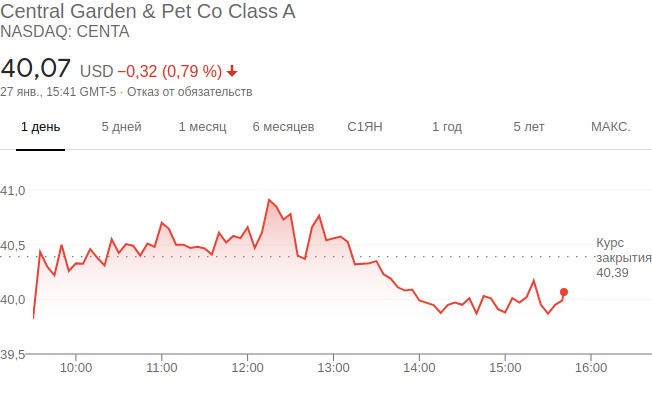 Central Garden & Pet Co Class A
NASDAQ: CENTA
40,07 USD −0,32 (0,79 %)
27 янв., 15:41 GMT-5 · Отказ от обязательств
1 день 5 дней 1 месяц 6 месяцев С1ЯН 1 год 5 лет МАКС.
41,0
40,5
40,0
39,5
Курс
закрытия
40,39
10:00 11:00 12:00 13:00 14:00 15:00 16:00